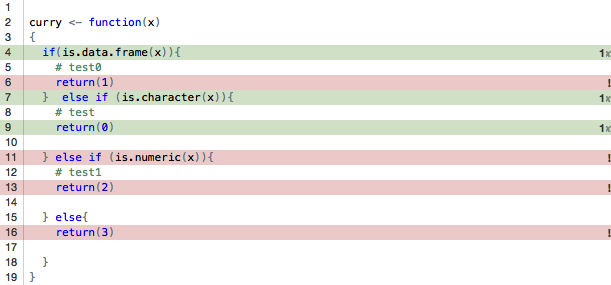 1
2 curry <- function(x)
3 {
4   if(is.data.frame(x)){ 1x
5     # test0
6     return(1) !
7   }  else if (is.character(x)){ 1x
8     # test
9     return(0) 1x
10
11   } else if (is.numeric(x)){ !
12     # test1
13     return(2) !
14
15   } else{
16     return(3) !
17
18   }
19 }